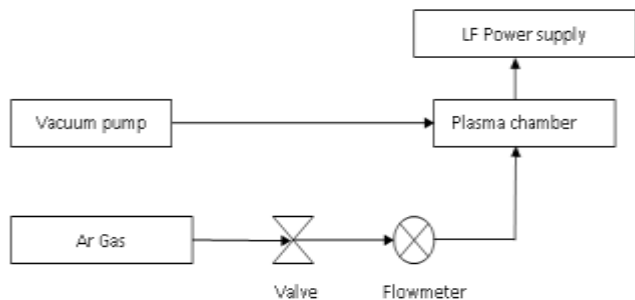 LF Power supply
Vacuum pump
Plasma chamber
Ar Gas
Valve
Flowmeter